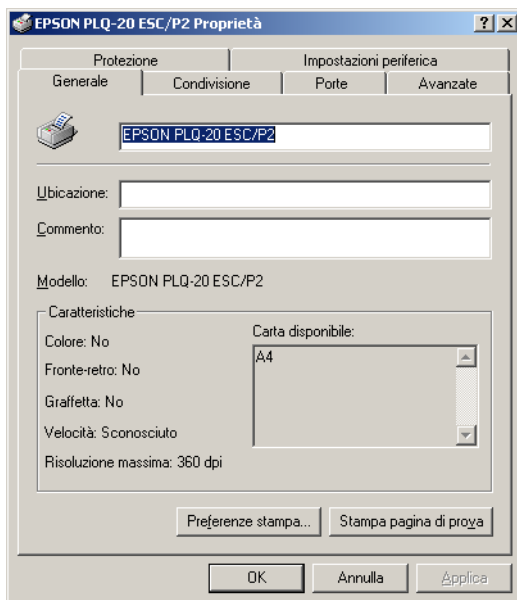 EPSON PLQ-20 ESC/P2 Proprietà
Protezione
Impostazioni periferica
Generale
Condivisione
Porte
Avanzate
EPSON PLQ-20 ESC/P2
Ubicazione:
Commento:
Modello: EPSON PLQ-20 ESC/P2
Caratteristiche
Colore: No
Carta disponibile:
A4
Fronte-retro: No
Graffetta: No
Velocità: Sconosciuto
Risoluzione massima: 360 dpi
Preferenze stampa...
Stampa pagina di prova
OK
Annulla
Applica